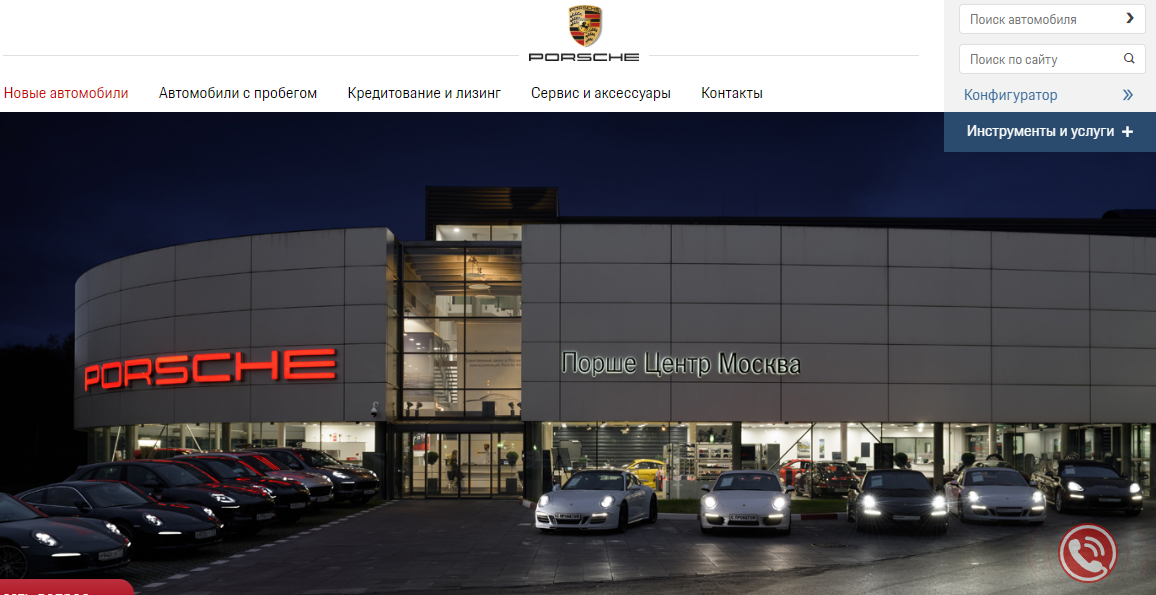 PORSCHE
PORSCHE
Поиск автомобиля
Поиск по сайту
Конфигуратор
Инструменты и услуги
Новые автомобили
Автомобили с пробегом
Кредитование и лизинг
Сервис и аксессуары
Контакты
PORSCHE
Порше Центр Москва